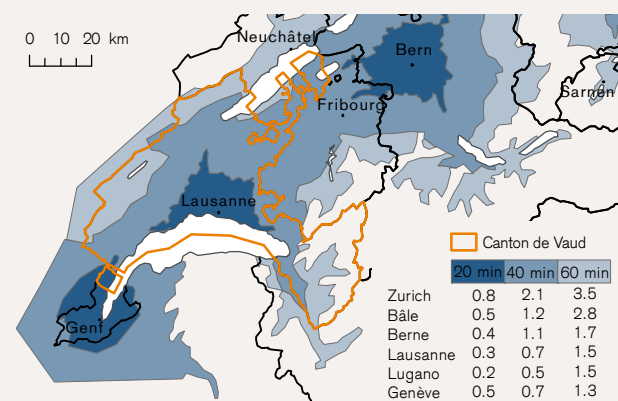 Neuchâtel
0 10 20 km
Bern
Sarnen
Fribourg
Lausanne
Genf
Canton de Vaud
20 min 40 min 60 min
Zurich 0.8 2.1 3.5
Bâle 0.5 1.2 2.8
Berne 0.4 1.1 1.7
Lausanne 0.3 0.7 1.5
Lugano 0.2 0.5 1.5
Genève 0.5 0.7 1.3